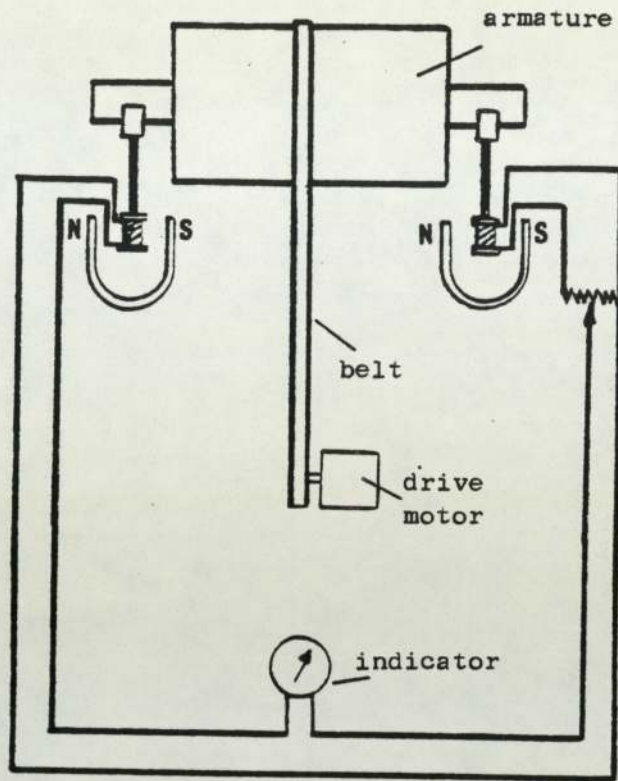 armature
N S
N S
belt
drive
motor
indicator